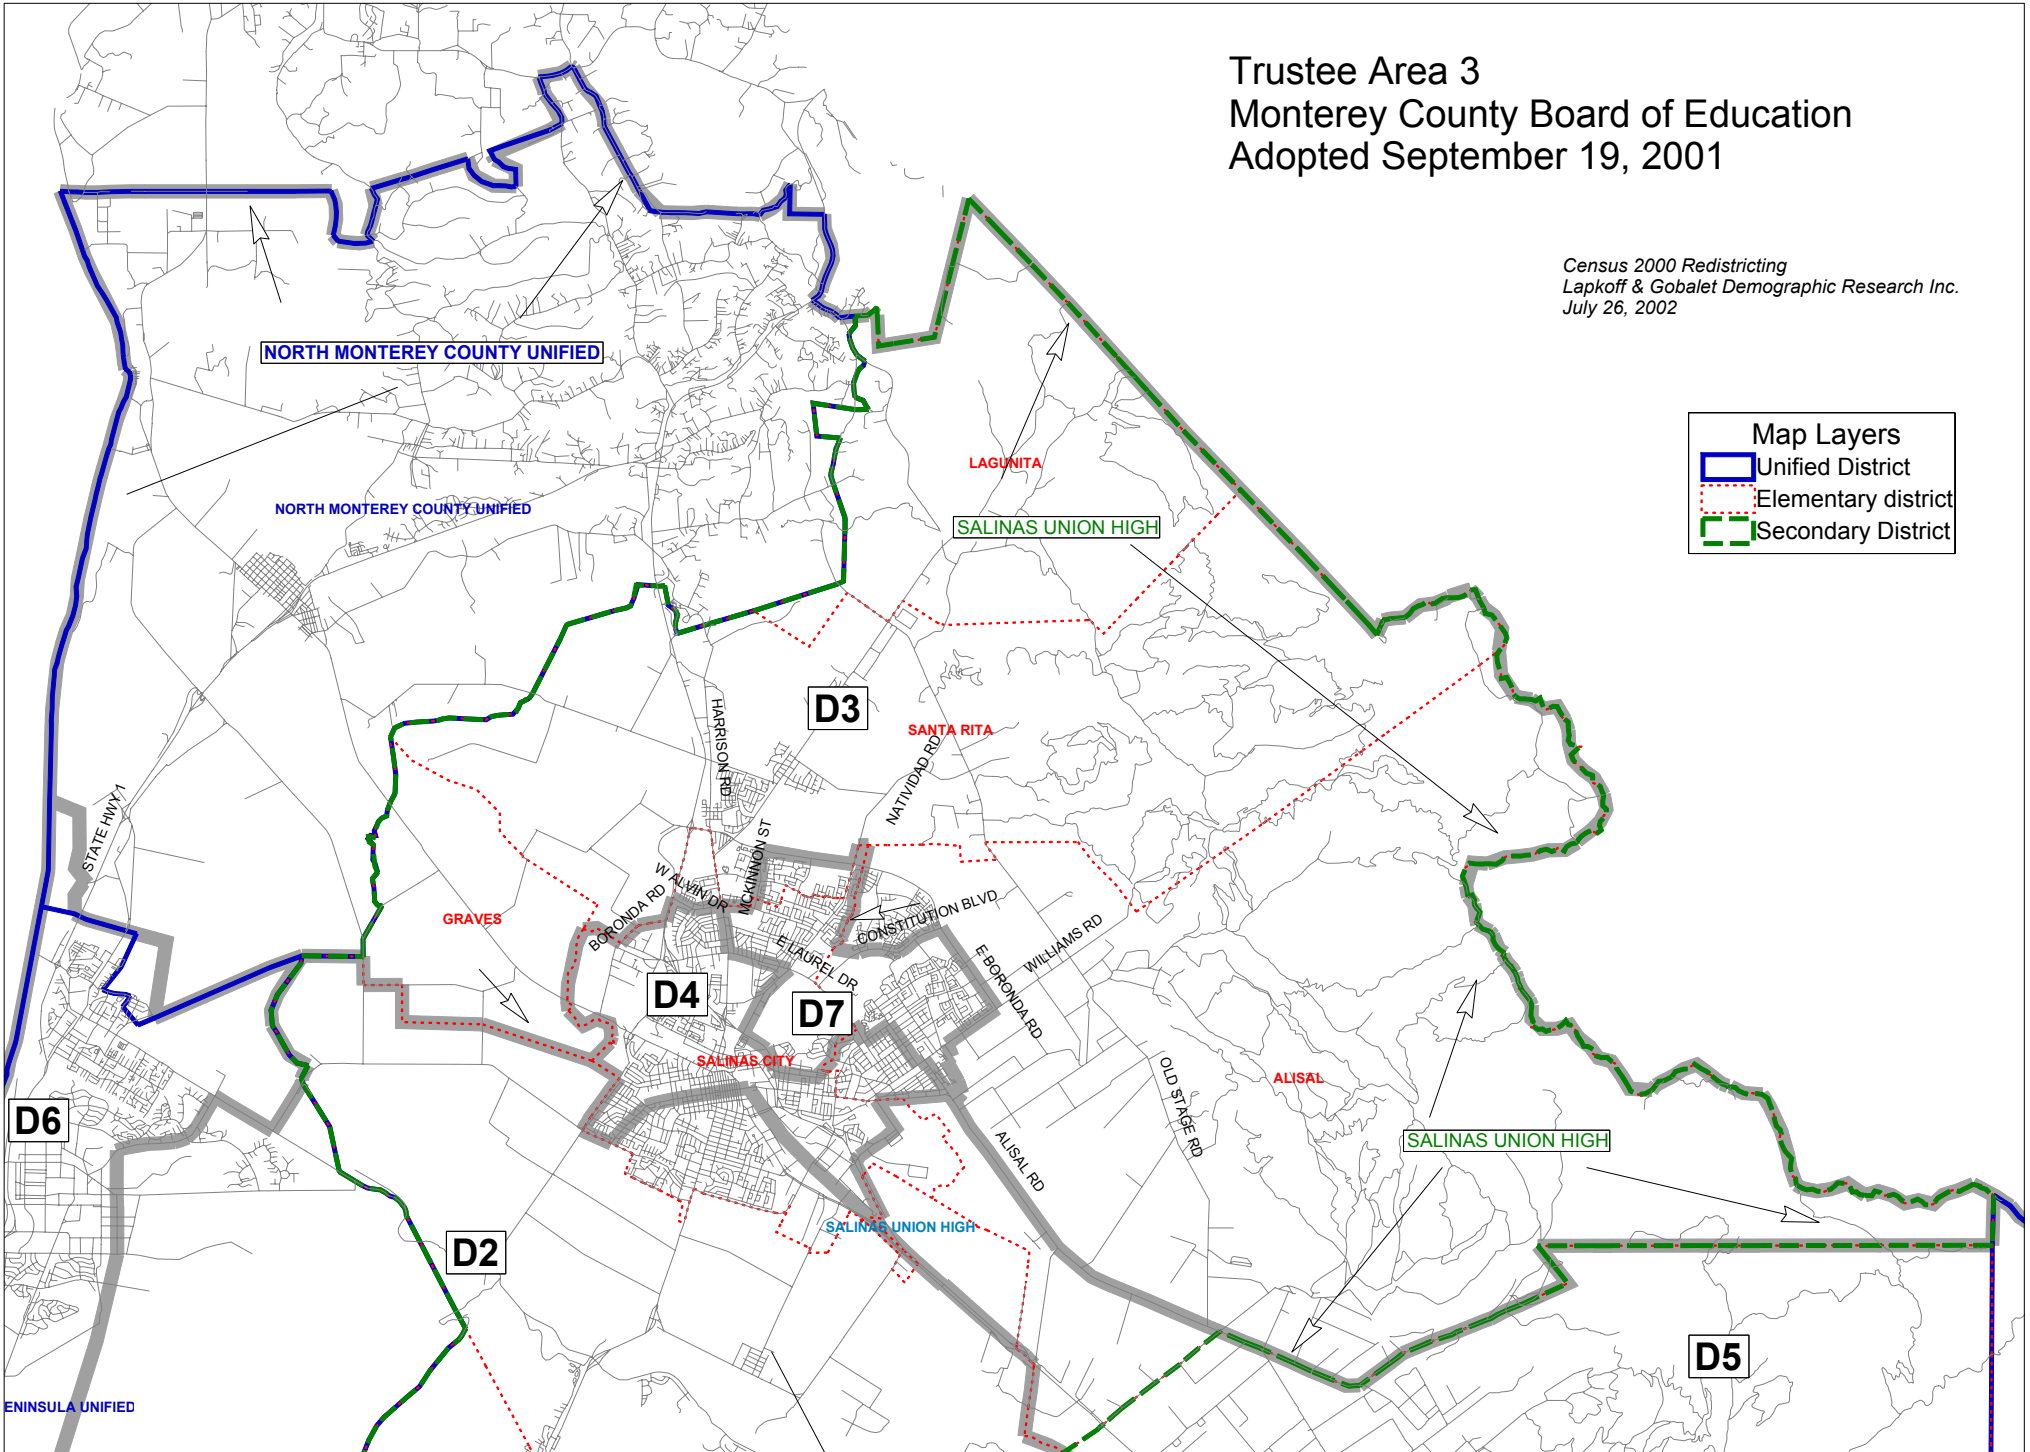 Trustee Area 3
Monterey County Board of Education
Adopted September 19, 2001
Census 2000 Redistricting
Lapkoff & Gobalet Demographic Research Inc.
July 26, 2002
NORTH MONTEREY COUNTY UNIFIED
Map Layers
Unified District
Elementary district
Secondary District
LAGUNITA
NORTH MONTEREY COUNTY UNIFIED
SALINAS UNION HIGH
D3
HARRISON RD
SANTA RITA
NATIVIDAD RD
STATE HWY 1
MCKINNON ST
W ALVIN DR
BORONDA RD
GRAVES
CONSTITUTION BLVD
E LAUREL DR
E BORONDA RD
WILLIAMS RD
D4
D7
SALINAS CITY
OLD STAGE RD
ALISAL
D6
SALINAS UNION HIGH
ALISAL RD
SALINAS UNION HIGH
D2
D5
ENINSULA UNIFIED